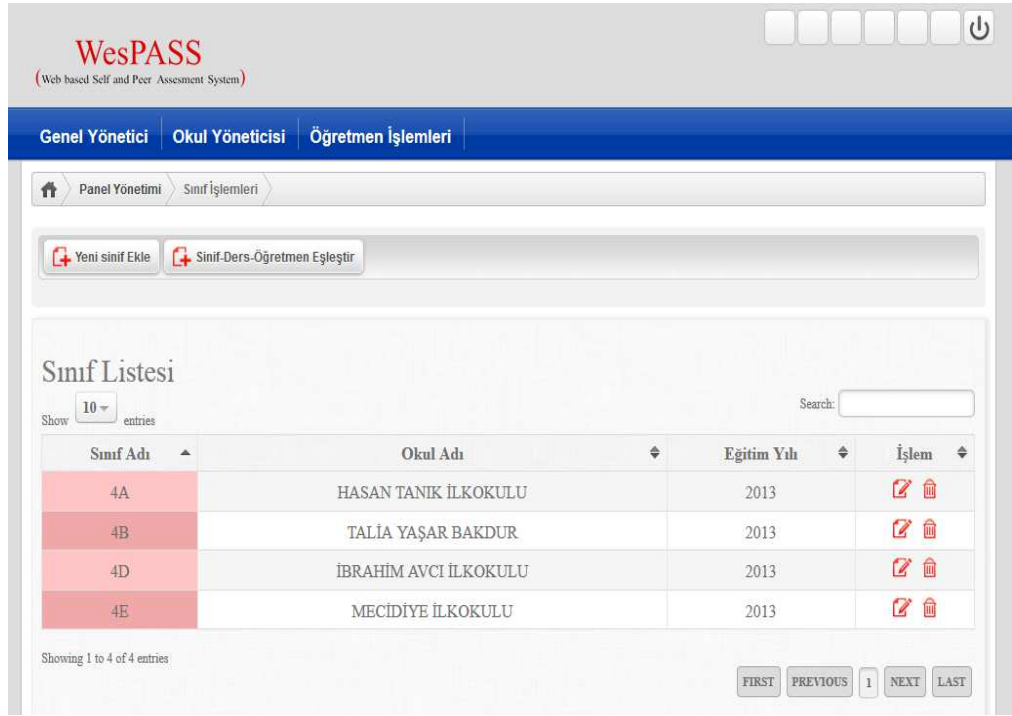 WesPASS
(Web based Self and Peer Assesment System)
Genel Yönetici Okul Yöneticisi Öğretmen İşlemleri
Panel Yönetimi Sınıf İşlemleri
Yeni sinif Ekle Sinif-Ders-Öğretmen Eşleştir
Sınıf Listesi
Show 10 entries Search:
Sınıf Adı Okul Adı Eğitim Yılı İşlem
4A HASAN TANIK İLKOKULU 2013
4B TALİA YAŞAR BAKDUR 2013
4D İBRAHİM AVCI İLKOKULU 2013
4E MECİDİYE İLKOKULU 2013
Showing 1 to 4 of 4 entries
FIRST PREVIOUS 1 NEXT LAST